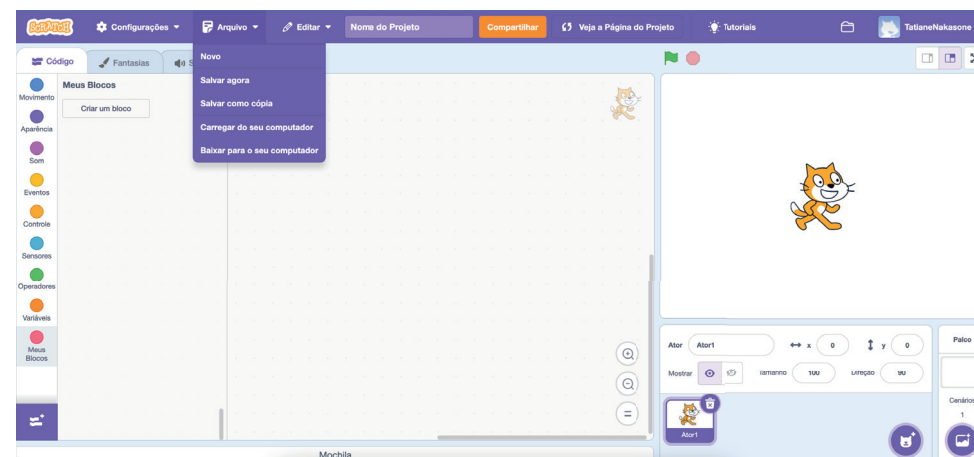 SCRATCH Configurações Arquivo Editar Nome do Projeto Compartilhar Veja a Página do Projeto Tutoriais TatianeNakasone
Código Fantasias S
Novo
Salvar agora
Salvar como cópia
Carregar do seu computador
Baixar para o seu computador
Movimento
Aparência
Som
Eventos
Controle
Sensores
Operadores
Variáveis
Meus
Blocos
Meus Blocos
Criar um bloco
Mochila
Ator Ator1 x 0 y 0
Mostrar Tamanho 100 Direção 90
Ator1
Palco
Cenários
1